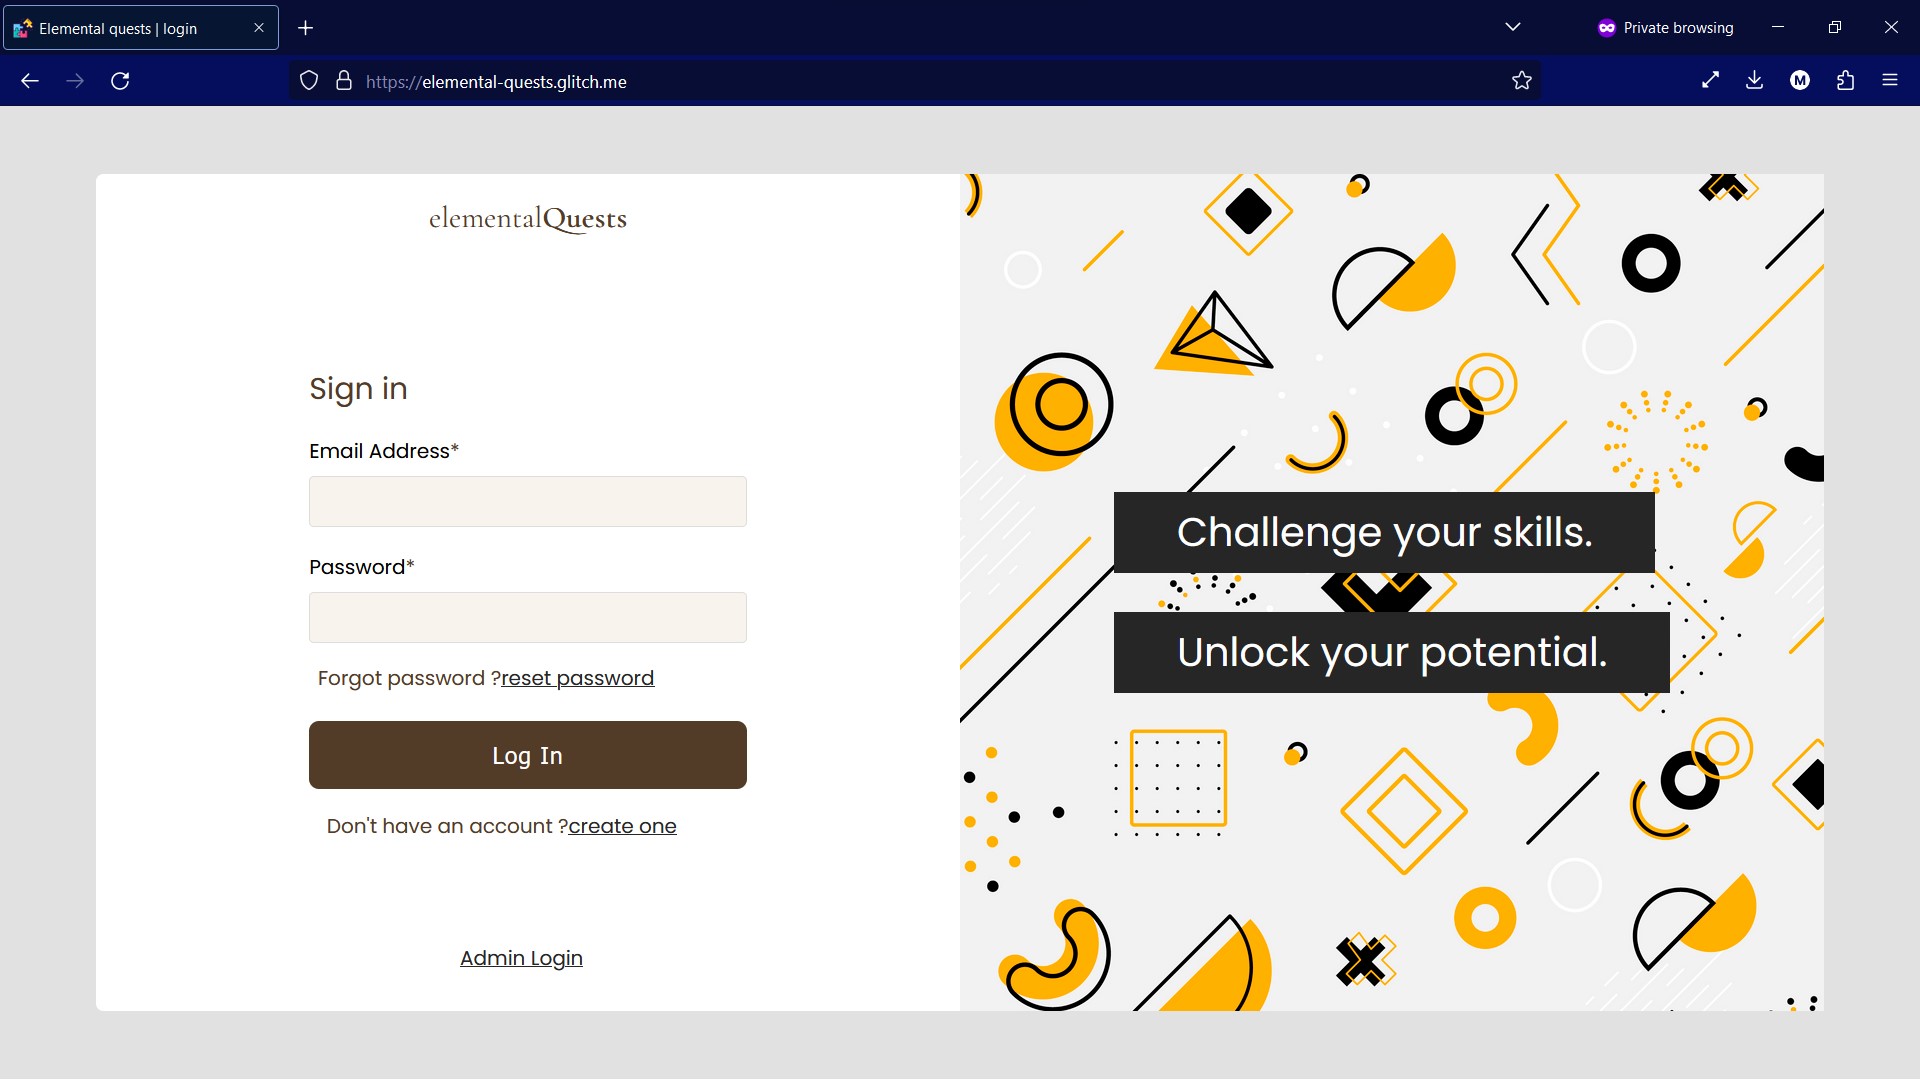 Elemental quests | login
Private browsing
https://elemental-quests.glitch.me
M
elementalQuests
Sign in
Email Address*
Password*
Forgot password ?reset password
Log In
Don't have an account ?create one
Admin Login
Challenge your skills.
Unlock your potential.